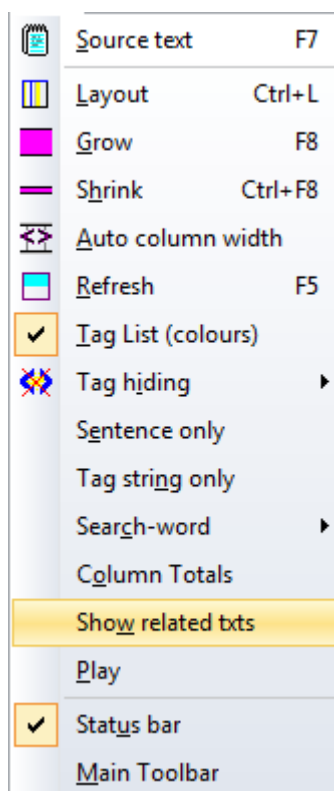 Source text F7
Layout Ctrl+L
Grow F8
Shrink Ctrl+F8
Auto column width
Refresh F5
Tag List (colours)
Tag hiding
Sentence only
Tag string only
Search-word
Column Totals
Show related txts
Play
Status bar
Main Toolbar